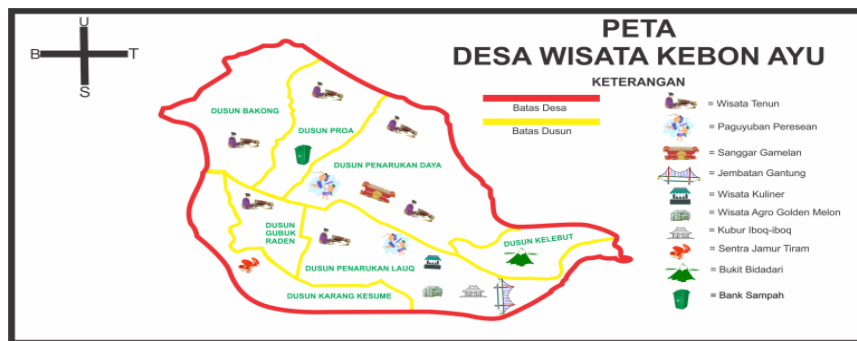 PETA
DESA WISATA KEBON AYU
KETERANGAN
U
B
T
S
Batas Desa
Batas Dusun
= Wisata Tenun
= Paguyuban Peresean
= Sanggar Gamelan
= Jembatan Gantung
= Wisata Kuliner
= Wisata Agro Golden Melon
= Kubur Iboq-iboq
= Sentra Jamur Tiram
= Bukit Bidadari
= Bank Sampah
DUSUN BAKONG
DUSUN PROA
DUSUN PENARUKAN DAYA
DUSUN
GUBUK
RADEN
DUSUN KELEBUT
DUSUN PENARUKAN LAUQ
DUSUN KARANG KESUME